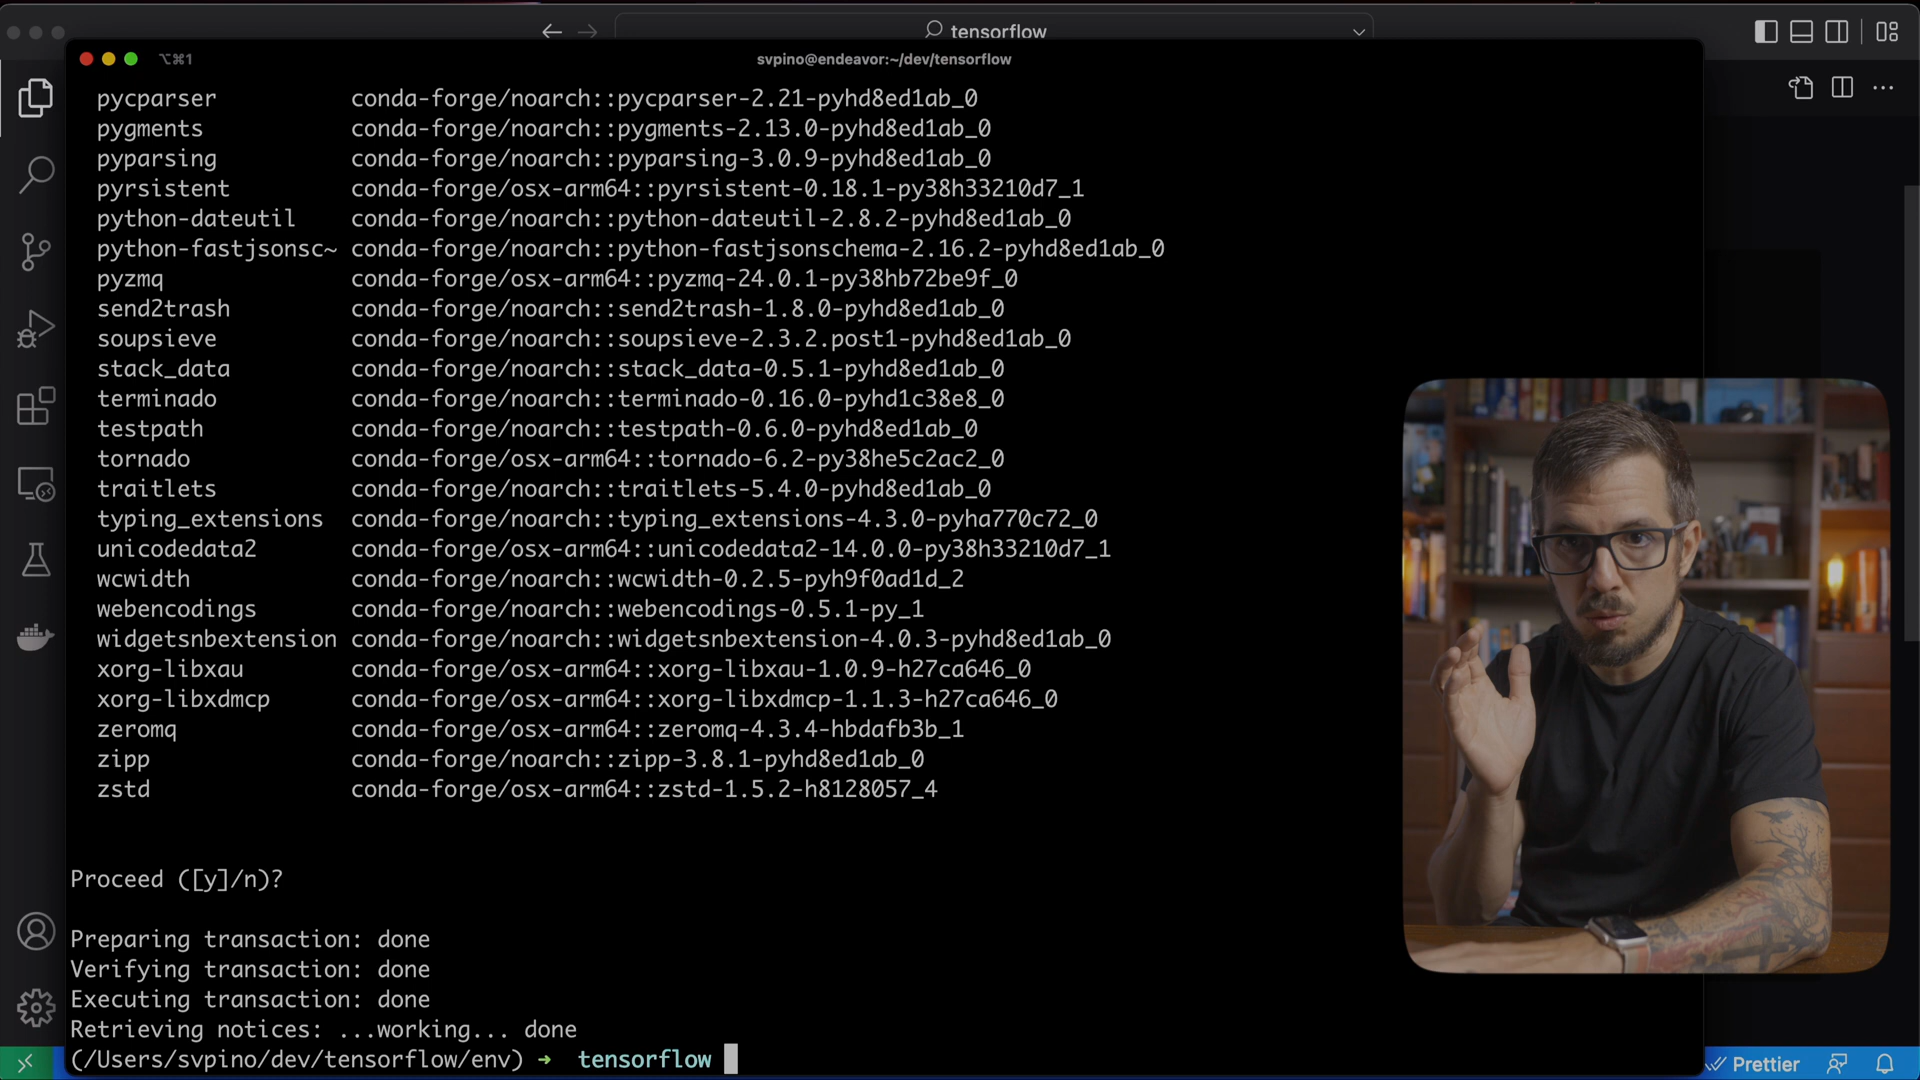 tensorflow
⌥⌘1
svpino@endeavor:~/dev/tensorflow
pycparser conda-forge/noarch::pycparser-2.21-pyhd8ed1ab_0
pygments conda-forge/noarch::pygments-2.13.0-pyhd8ed1ab_0
pyparsing conda-forge/noarch::pyparsing-3.0.9-pyhd8ed1ab_0
pyrsistent conda-forge/osx-arm64::pyrsistent-0.18.1-py38h33210d7_1
python-dateutil conda-forge/noarch::python-dateutil-2.8.2-pyhd8ed1ab_0
python-fastjsonsc~ conda-forge/noarch::python-fastjsonschema-2.16.2-pyhd8ed1ab_0
pyzmq conda-forge/osx-arm64::pyzmq-24.0.1-py38hb72be9f_0
send2trash conda-forge/noarch::send2trash-1.8.0-pyhd8ed1ab_0
soupsieve conda-forge/noarch::soupsieve-2.3.2.post1-pyhd8ed1ab_0
stack_data conda-forge/noarch::stack_data-0.5.1-pyhd8ed1ab_0
terminado conda-forge/noarch::terminado-0.16.0-pyhd1c38e8_0
testpath conda-forge/noarch::testpath-0.6.0-pyhd8ed1ab_0
tornado conda-forge/osx-arm64::tornado-6.2-py38he5c2ac2_0
traitlets conda-forge/noarch::traitlets-5.4.0-pyhd8ed1ab_0
typing_extensions conda-forge/noarch::typing_extensions-4.3.0-pyha770c72_0
unicodedata2 conda-forge/osx-arm64::unicodedata2-14.0.0-py38h33210d7_1
wcwidth conda-forge/noarch::wcwidth-0.2.5-pyh9f0ad1d_2
webencodings conda-forge/noarch::webencodings-0.5.1-py_1
widgetsnbextension conda-forge/noarch::widgetsnbextension-4.0.3-pyhd8ed1ab_0
xorg-libxau conda-forge/osx-arm64::xorg-libxau-1.0.9-h27ca646_0
xorg-libxdmcp conda-forge/osx-arm64::xorg-libxdmcp-1.1.3-h27ca646_0
zeromq conda-forge/osx-arm64::zeromq-4.3.4-hbdafb3b_1
zipp conda-forge/noarch::zipp-3.8.1-pyhd8ed1ab_0
zstd conda-forge/osx-arm64::zstd-1.5.2-h8128057_4
Proceed ([y]/n)?
Preparing transaction: done
Verifying transaction: done
Executing transaction: done
Retrieving notices: ...working... done
(/Users/svpino/dev/tensorflow/env) → tensorflow
Prettier